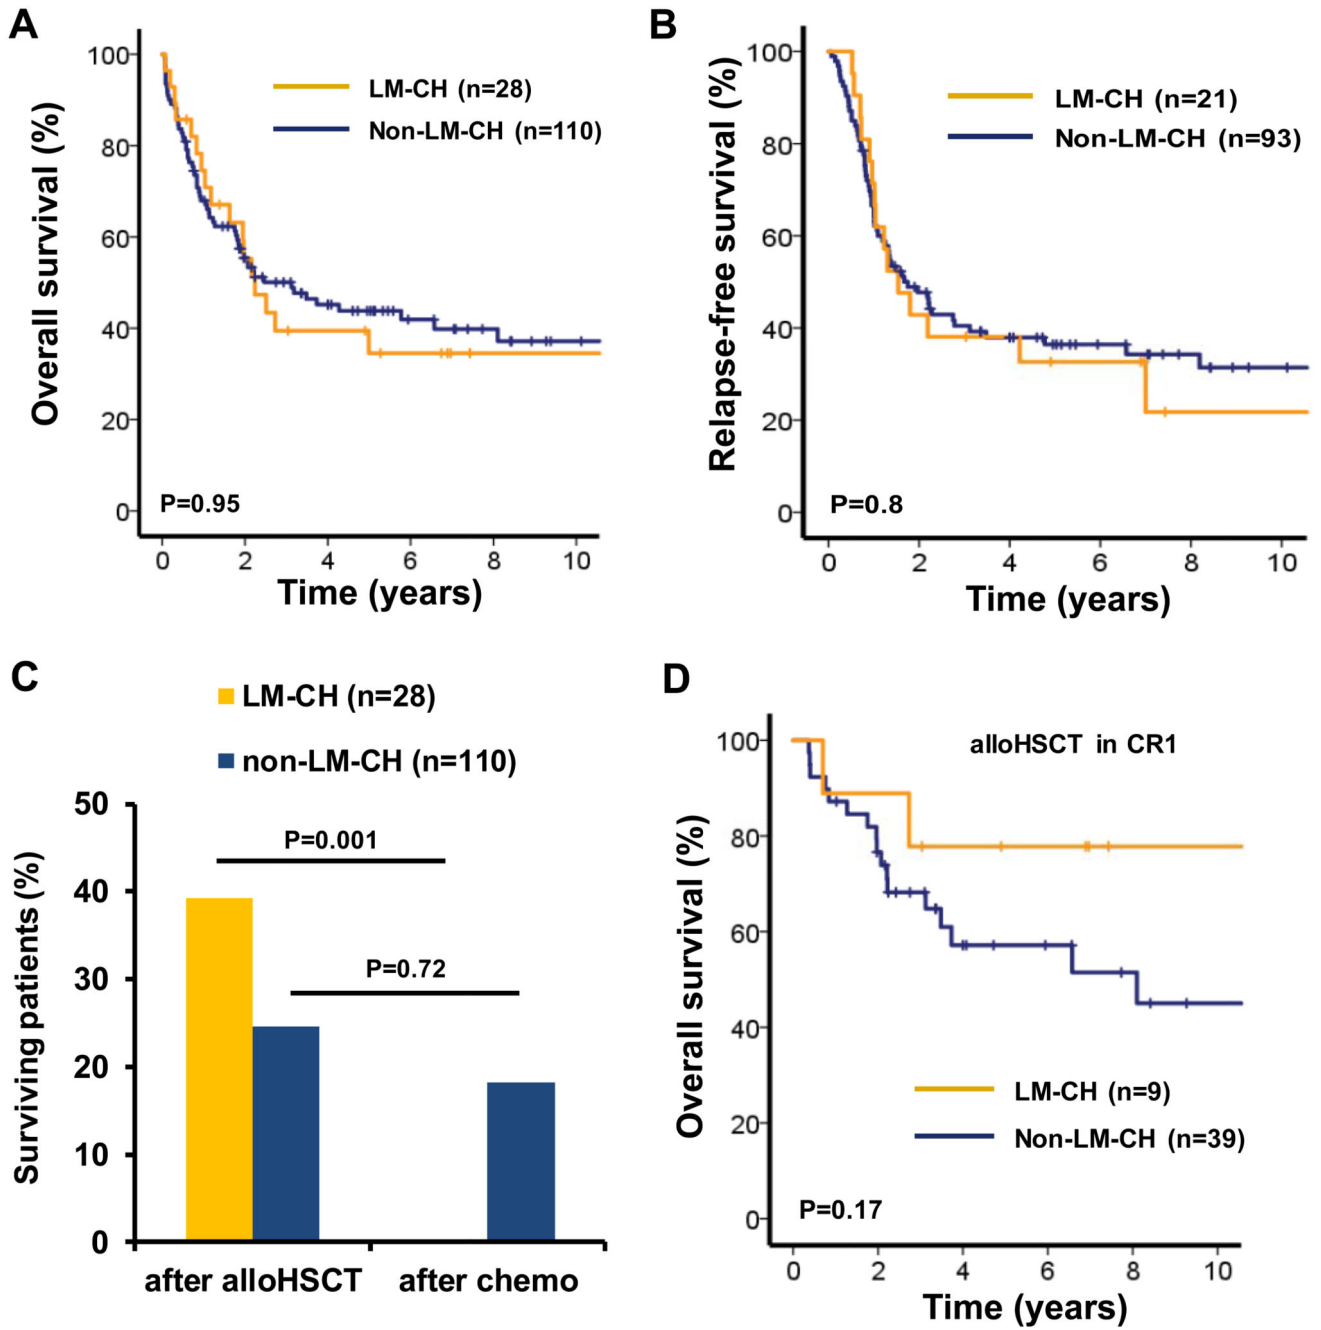 A
Overall survival (%)
100
80
60
40
20
0
LM-CH (n=28)
Non-LM-CH (n=110)
P=0.95
0 2 4 6 8 10
Time (years)
B
Relapse-free survival (%)
100
80
60
40
20
0
LM-CH (n=21)
Non-LM-CH (n=93)
P=0.8
0 2 4 6 8 10
Time (years)
C
LM-CH (n=28)
non-LM-CH (n=110)
Surviving patients (%)
50
40
30
20
10
0
P=0.001
P=0.72
after alloHSCT after chemo
D
Overall survival (%)
100
80
60
40
20
0
alloHSCT in CR1
LM-CH (n=9)
Non-LM-CH (n=39)
P=0.17
0 2 4 6 8 10
Time (years)